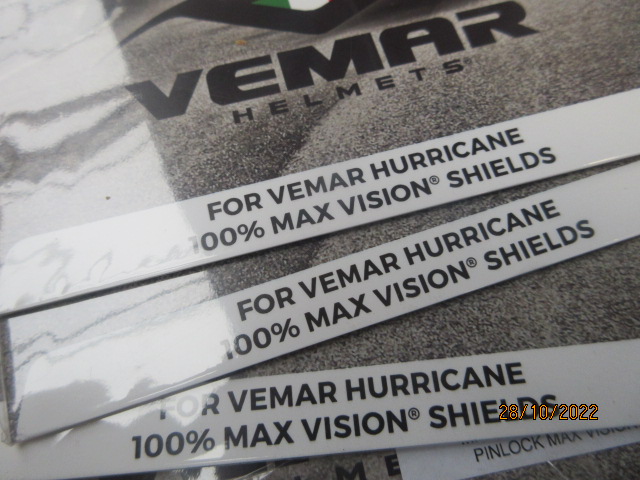 VEMAR
HELMETS
FOR VEMAR HURRICANE
100% MAX VISION® SHIELDS
FOR VEMAR HURRICANE
100% MAX VISION® SHIELDS
FOR VEMAR HURRICANE
100% MAX VISION® SHIELDS
28/10/2022
PINLOCK MAX VISION